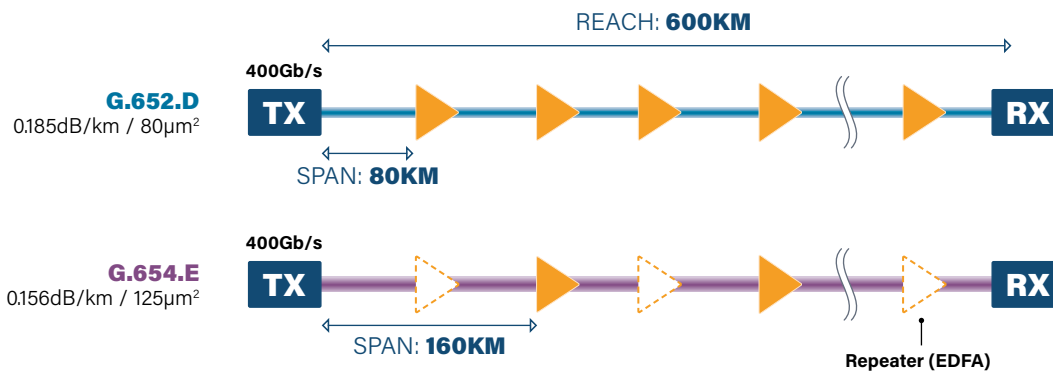 REACH: 600KM
400Gb/s
G.652.D
0.185dB/km / 80µm²
TX
RX
SPAN: 80KM
400Gb/s
G.654.E
0.156dB/km / 125µm²
TX
RX
SPAN: 160KM
Repeater (EDFA)